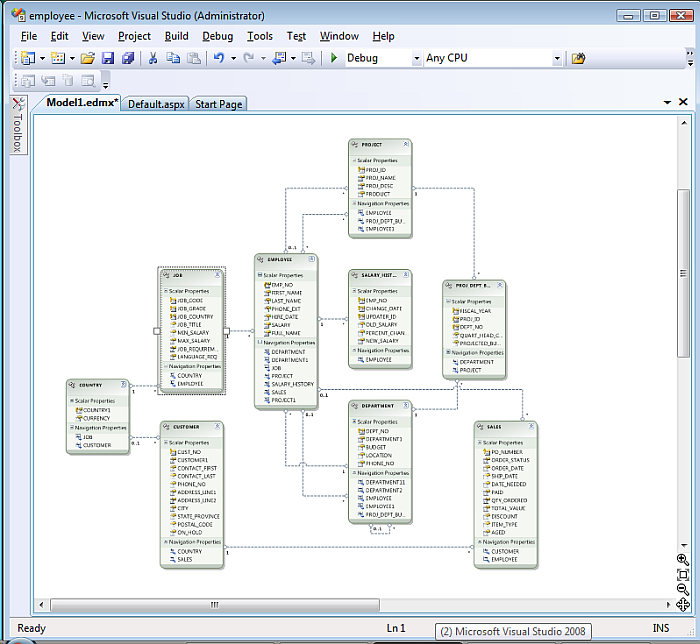 employee - Microsoft Visual Studio (Administrator)
File Edit View Project Build Debug Tools Test Window Help
Debug Any CPU
Toolbox
Model1.edmx* Default.aspx Start Page
PROJECT
Scalar Properties
PROJ_ID
PROJ_NAME
PROJ_DESC
PRODUCT
Navigation Properties
EMPLOYEE
PROJ_DEPT_BU...
EMPLOYEE1
EMPLOYEE
Scalar Properties
EMP_NO
FIRST_NAME
LAST_NAME
PHONE_EXT
HIRE_DATE
SALARY
FULL_NAME
Navigation Properties
DEPARTMENT
DEPARTMENT1
JOB
PROJECT
SALARY_HISTORY
SALES
PROJECT1
JOB
Scalar Properties
JOB_CODE
JOB_GRADE
JOB_COUNTRY
JOB_TITLE
MIN_SALARY
MAX_SALARY
JOB_REQUIREM...
LANGUAGE_REQ
Navigation Properties
COUNTRY
EMPLOYEE
SALARY_HIST...
Scalar Properties
EMP_NO
CHANGE_DATE
UPDATER_ID
OLD_SALARY
PERCENT_CHAN...
NEW_SALARY
Navigation Properties
EMPLOYEE
PROJ_DEPT_B...
Scalar Properties
FISCAL_YEAR
PROJ_ID
DEPT_NO
QUART_HEAD_C...
PROJECTED_BU...
Navigation Properties
DEPARTMENT
PROJECT
COUNTRY
Scalar Properties
COUNTRY1
CURRENCY
Navigation Properties
JOB
CUSTOMER
CUSTOMER
Scalar Properties
CUST_NO
CUSTOMER1
CONTACT_FIRST
CONTACT_LAST
PHONE_NO
ADDRESS_LINE1
ADDRESS_LINE2
CITY
STATE_PROVINCE
POSTAL_CODE
ON_HOLD
Navigation Properties
COUNTRY
SALES
DEPARTMENT
Scalar Properties
DEPT_NO
DEPARTMENT1
BUDGET
LOCATION
PHONE_NO
Navigation Properties
DEPARTMENT11
DEPARTMENT2
EMPLOYEE
EMPLOYEE1
PROJ_DEPT_BU...
SALES
Scalar Properties
PO_NUMBER
ORDER_STATUS
ORDER_DATE
SHIP_DATE
DATE_NEEDED
PAID
QTY_ORDERED
TOTAL_VALUE
DISCOUNT
ITEM_TYPE
AGED
Navigation Properties
CUSTOMER
EMPLOYEE
Ready Ln 1 INS
(2) Microsoft Visual Studio 2008